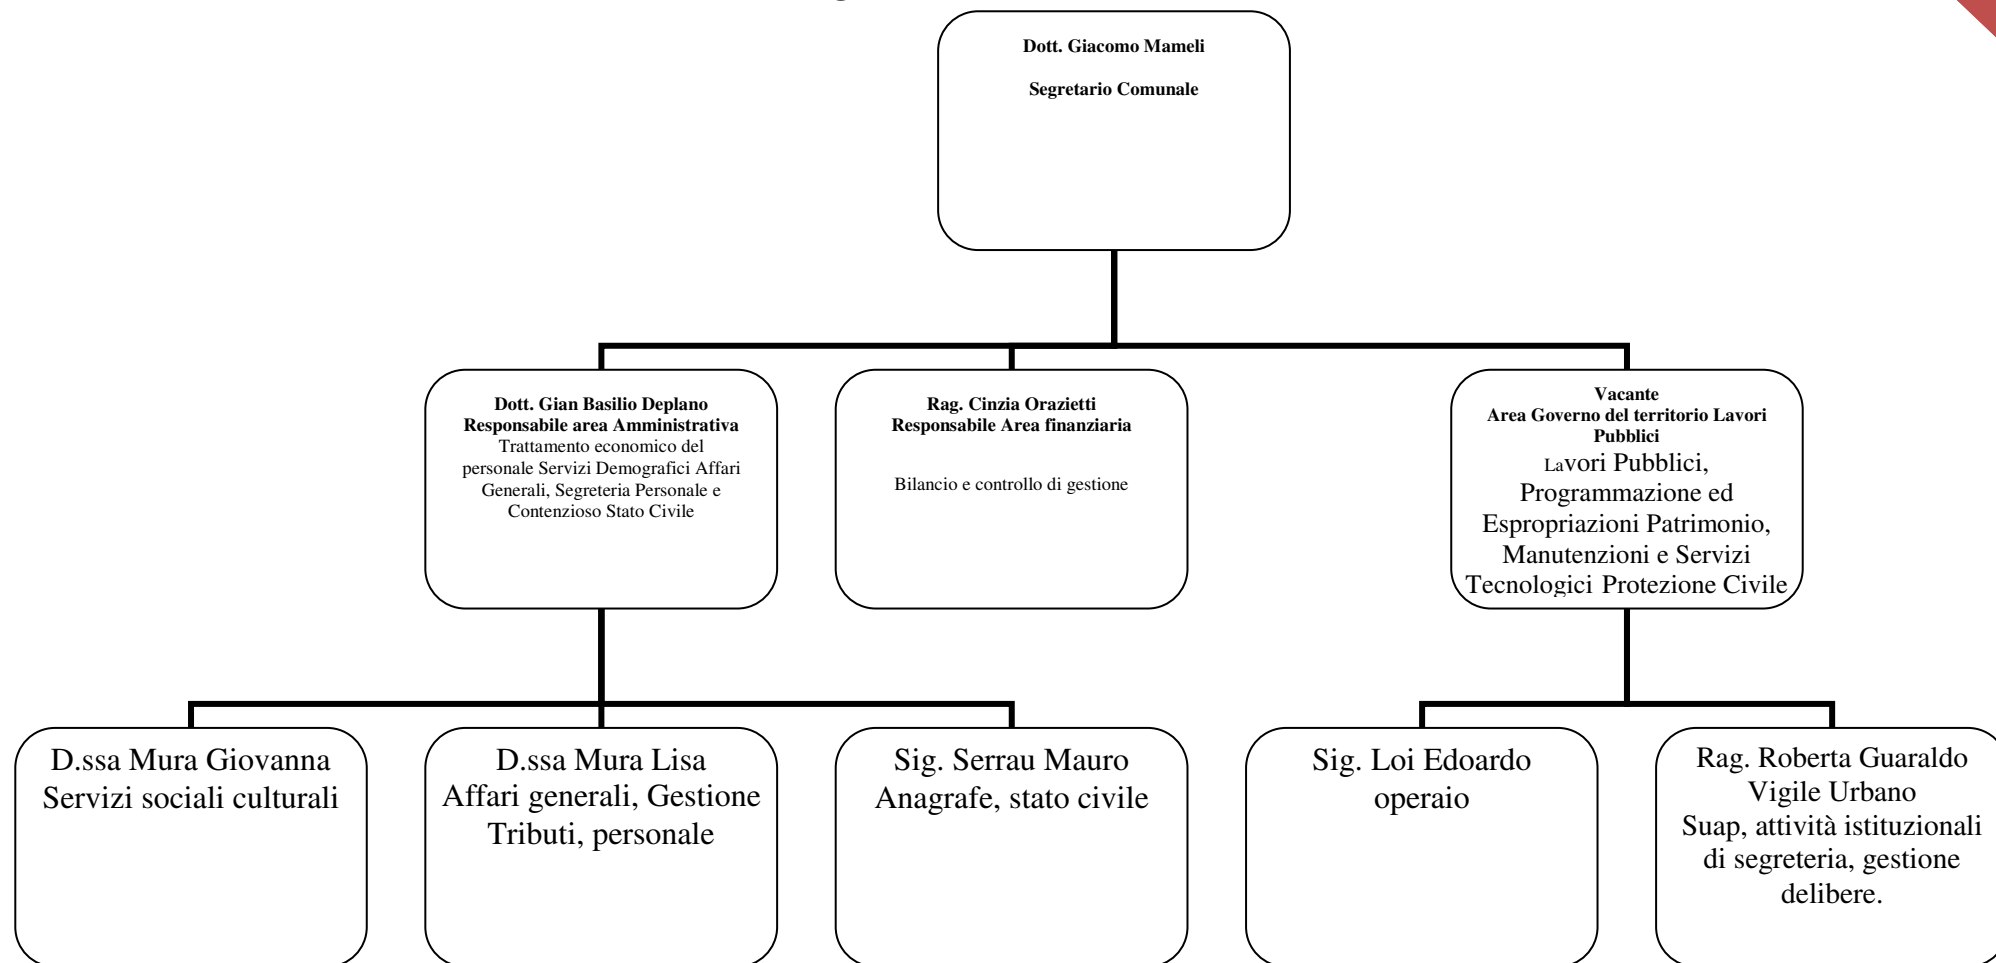 Dott. Giacomo Mameli
Segretario Comunale
Dott. Gian Basilio Deplano
Responsabile area Amministrativa
Trattamento economico del
personale Servizi Demografici Affari
Generali, Segreteria Personale e
Contenzioso Stato Civile
Rag. Cinzia Orazietti
Responsabile Area finanziaria
Bilancio e controllo di gestione
Vacante
Area Governo del territorio Lavori
Pubblici
Lavori Pubblici,
Programmazione ed
Espropriazioni Patrimonio,
Manutenzioni e Servizi
Tecnologici Protezione Civile
D.ssa Mura Giovanna
Servizi sociali culturali
D.ssa Mura Lisa
Affari generali, Gestione
Tributi, personale
Sig. Serrau Mauro
Anagrafe, stato civile
Sig. Loi Edoardo
operaio
Rag. Roberta Guaraldo
Vigile Urbano
Suap, attività istituzionali
di segreteria, gestione
delibere.